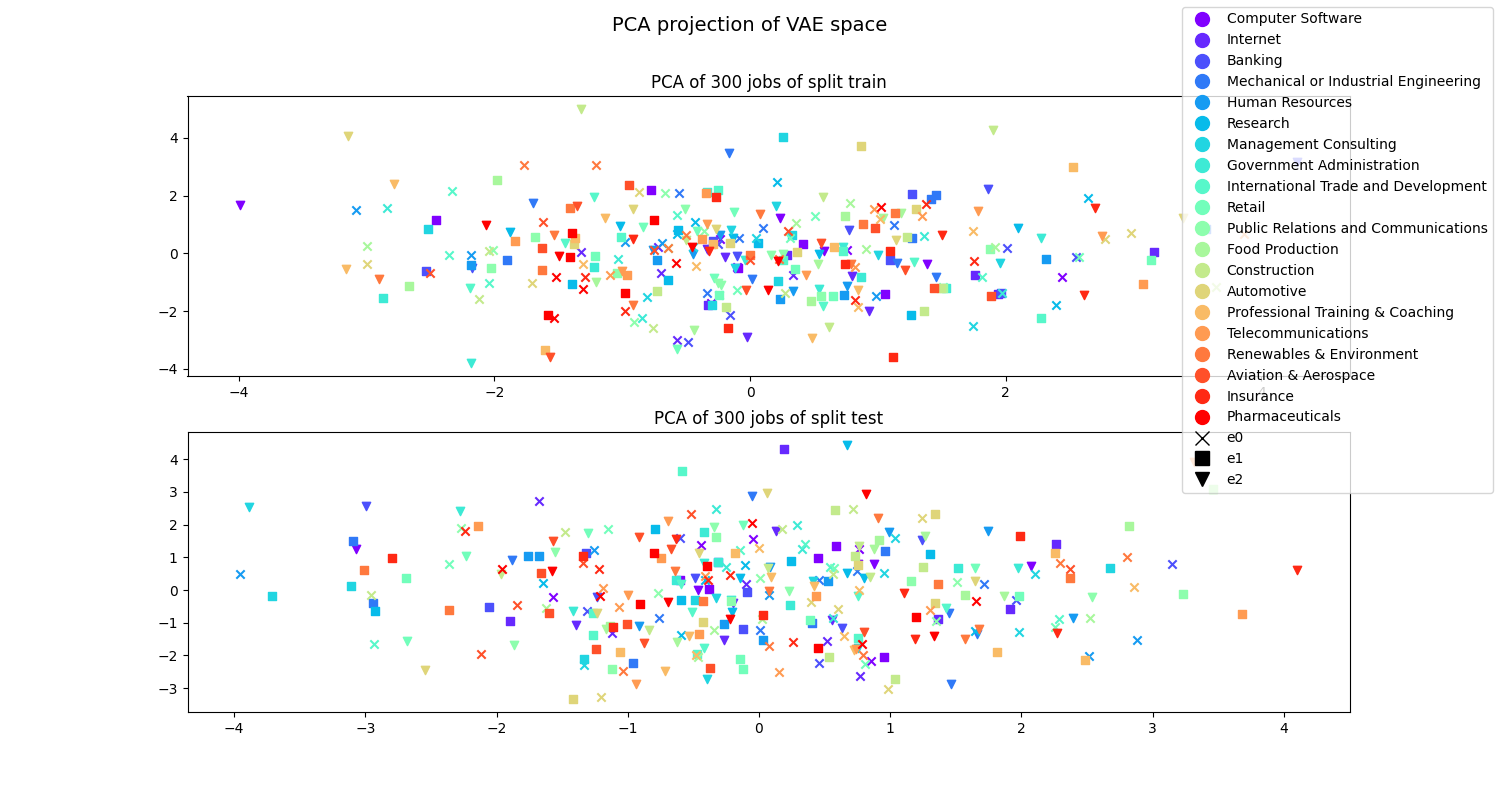 PCA projection of VAE space
PCA of 300 jobs of split train
4
2
0
−2
−4
−4
−2
0
2
4
PCA of 300 jobs of split test
4
3
2
1
0
−1
−2
−3
−4
−3
−2
−1
0
1
2
3
4
Computer Software
Internet
Banking
Mechanical or Industrial Engineering
Human Resources
Research
Management Consulting
Government Administration
International Trade and Development
Retail
Public Relations and Communications
Food Production
Construction
Automotive
Professional Training & Coaching
Telecommunications
Renewables & Environment
Aviation & Aerospace
Insurance
Pharmaceuticals
e0
e1
e2